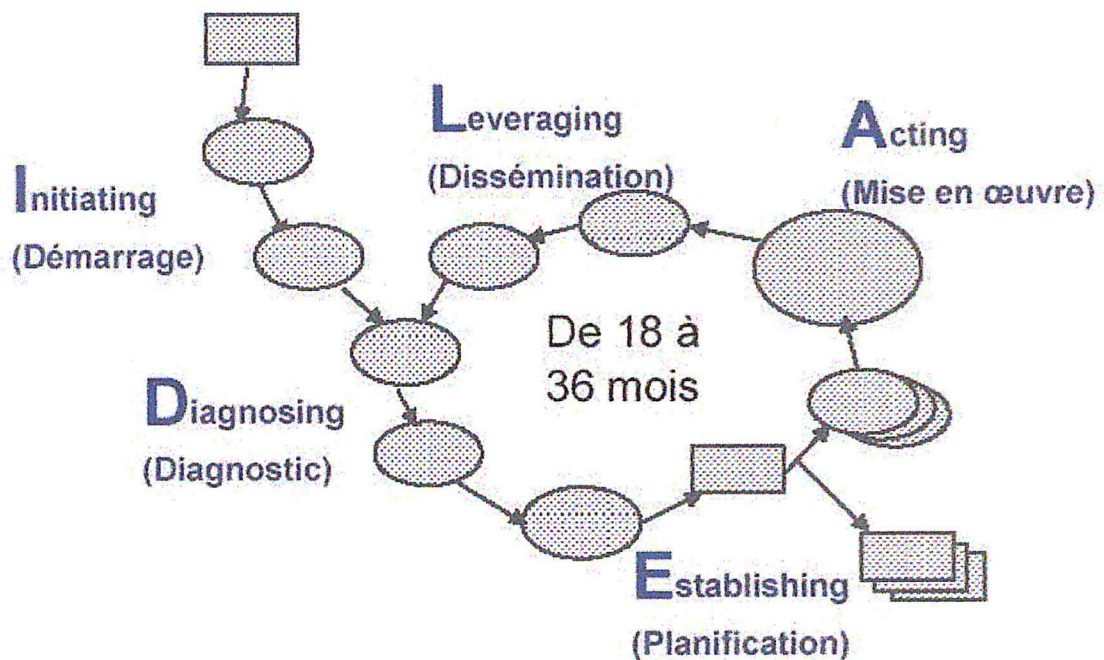 Initiating
(Démarrage)
Diagnosing
(Diagnostic)
Establishing
(Planification)
Acting
(Mise en œuvre)
Leveraging
(Dissémination)
De 18 à
36 mois